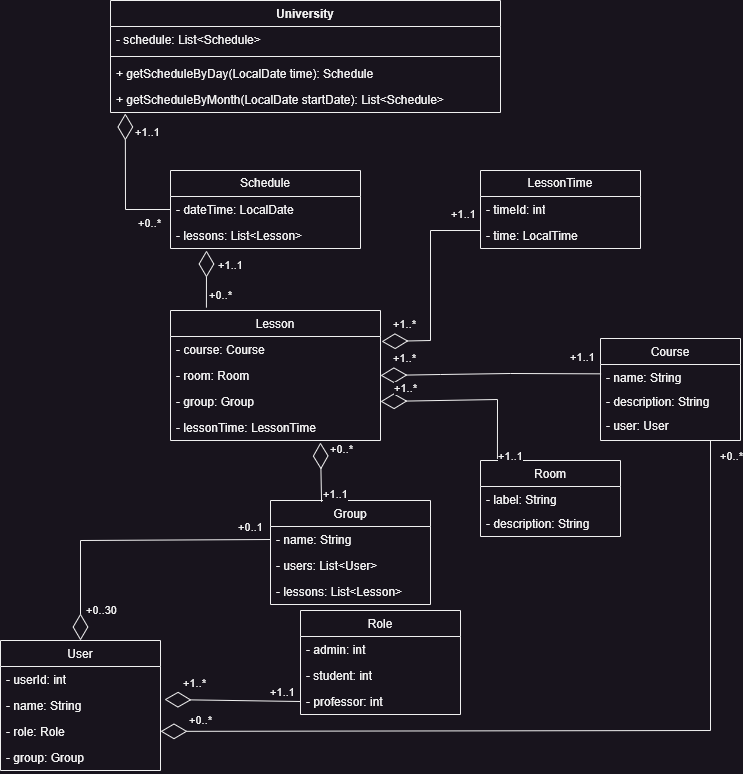 University
- schedule: List<Schedule>
+ getScheduleByDay(LocalDate time): Schedule
+ getScheduleByMonth(LocalDate startDate): List<Schedule>
+1..1
+0..*
Schedule
- dateTime: LocalDate
- lessons: List<Lesson>
+1..1
+0..*
LessonTime
- timeId: int
- time: LocalTime
+1..1
+1..*
Lesson
- course: Course
- room: Room
- group: Group
- lessonTime: LessonTime
+1..*
+1..1
+1..*
+1..1
Course
- name: String
- description: String
- user: User
+0..*
Room
- label: String
- description: String
+0..*
+1..1
Group
- name: String
- users: List<User>
- lessons: List<Lesson>
+0..1
+0..30
Role
- admin: int
- student: int
- professor: int
User
- userId: int
- name: String
- role: Role
- group: Group
+1..*
+1..1
+0..*